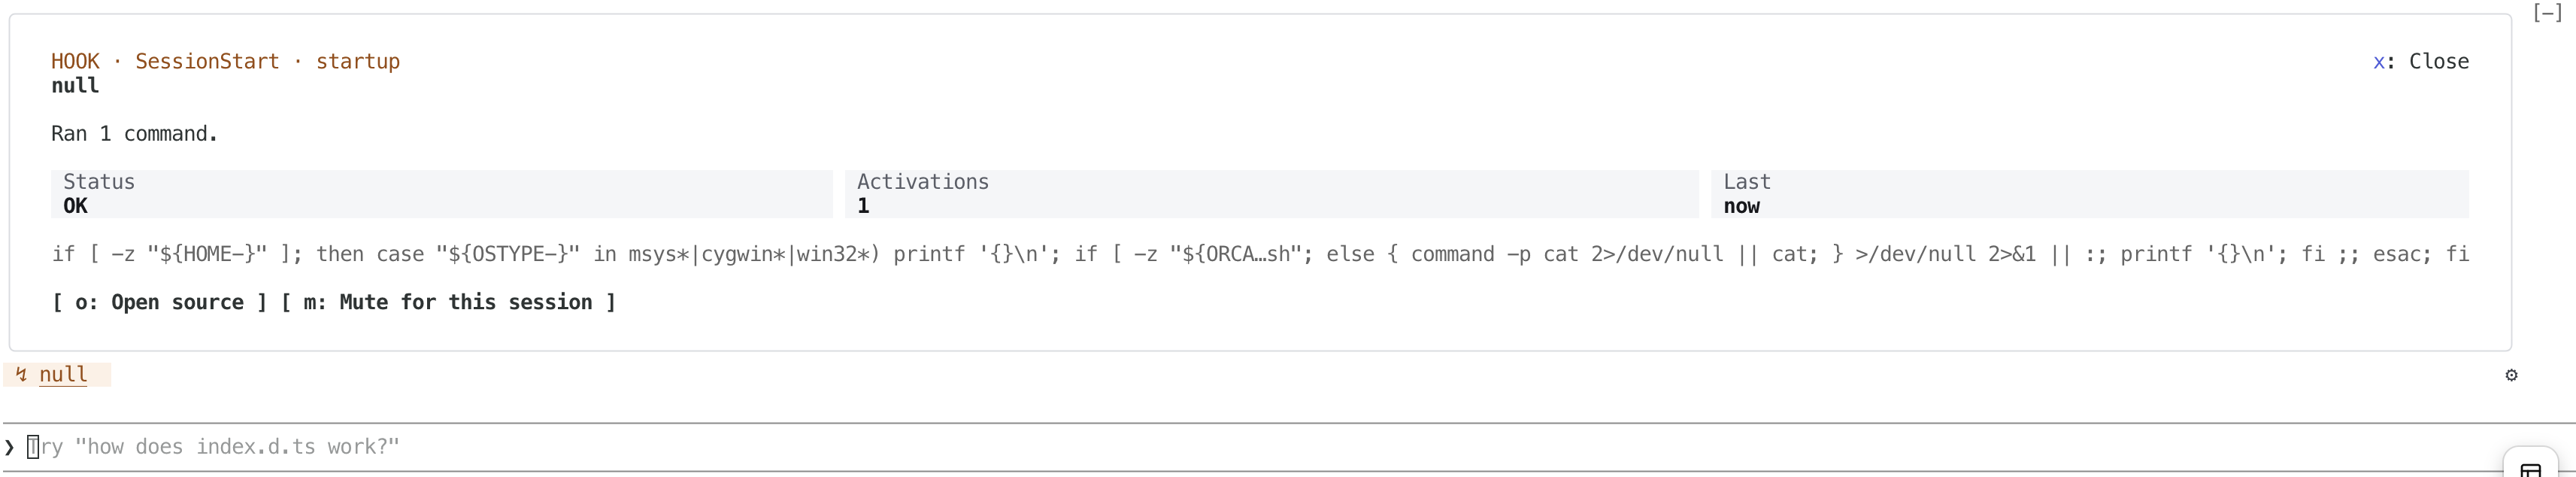 [−]
HOOK · SessionStart · startup x: Close
null
Ran 1 command.
Status Activations Last
OK 1 now
if [ -z "${HOME-}" ]; then case "${OSTYPE-}" in msys*|cygwin*|win32*) printf '{}\n'; if [ -z "${ORCA…sh"; else { command -p cat 2>/dev/null || cat; } >/dev/null 2>&1 || :; printf '{}\n'; fi ;; esac; fi
[ o: Open source ] [ m: Mute for this session ]
↯ null ⚙
❯ Try "how does index.d.ts work?"